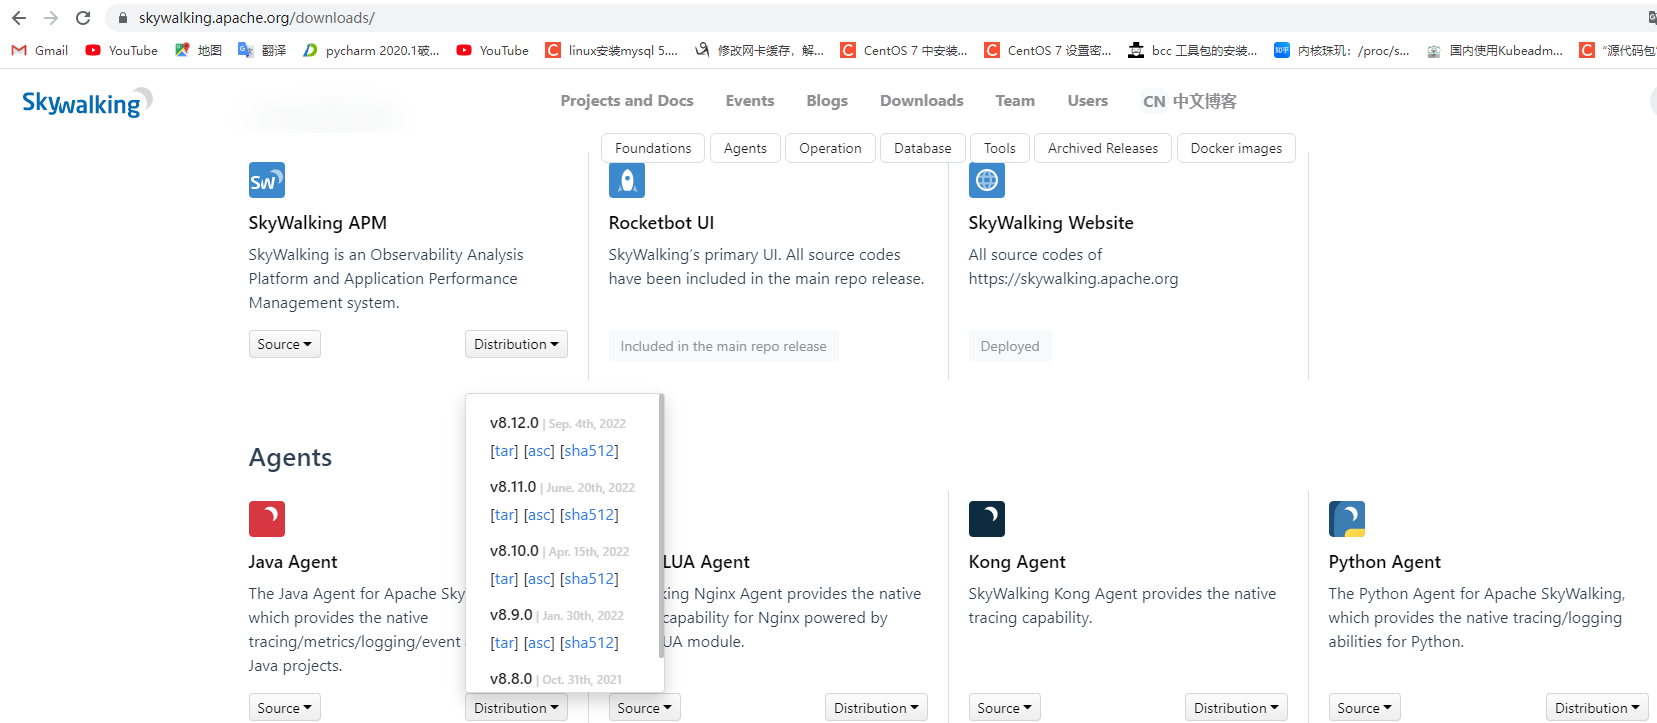 skywalking.apache.org/downloads/
Gmail YouTube 地图 翻译 pycharm 2020.1破... YouTube linux安装mysql 5.... 修改网卡缓存，解... CentOS 7 中安装... CentOS 7 设置密... bcc 工具包的安装... 知乎 内核珠玑：/proc/s... 国内使用Kubeadm... “源代码包”
Skywalking Projects and Docs Events Blogs Downloads Team Users CN 中文博客
Foundations Agents Operation Database Tools Archived Releases Docker images
SW
SkyWalking APM
SkyWalking is an Observability Analysis
Platform and Application Performance
Management system.
Source Distribution
Rocketbot UI
SkyWalking's primary UI. All source codes
have been included in the main repo release.
Included in the main repo release
SkyWalking Website
All source codes of
https://skywalking.apache.org
Deployed
v8.12.0 | Sep. 4th, 2022
[tar] [asc] [sha512]
v8.11.0 | June. 20th, 2022
[tar] [asc] [sha512]
v8.10.0 | Apr. 15th, 2022
[tar] [asc] [sha512]
v8.9.0 | Jan. 30th, 2022
[tar] [asc] [sha512]
v8.8.0 | Oct. 31th, 2021
Agents
Java Agent
The Java Agent for Apache Sky
which provides the native
tracing/metrics/logging/event
Java projects.
Source Distribution
LUA Agent
king Nginx Agent provides the native
capability for Nginx powered by
UA module.
Source Distribution
Kong Agent
SkyWalking Kong Agent provides the native
tracing capability.
Source Distribution
Python Agent
The Python Agent for Apache SkyWalking,
which provides the native tracing/logging
abilities for Python.
Source Distribution